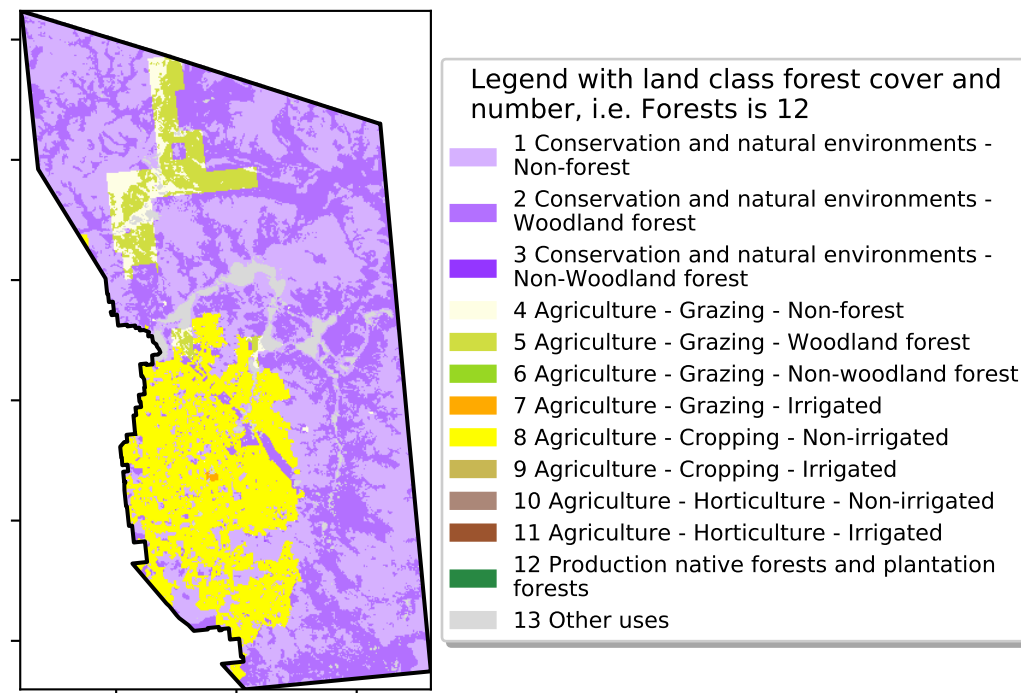 Legend with land class forest cover and
number, i.e. Forests is 12
1 Conservation and natural environments -
Non-forest
2 Conservation and natural environments -
Woodland forest
3 Conservation and natural environments -
Non-Woodland forest
4 Agriculture - Grazing - Non-forest
5 Agriculture - Grazing - Woodland forest
6 Agriculture - Grazing - Non-woodland forest
7 Agriculture - Grazing - Irrigated
8 Agriculture - Cropping - Non-irrigated
9 Agriculture - Cropping - Irrigated
10 Agriculture - Horticulture - Non-irrigated
11 Agriculture - Horticulture - Irrigated
12 Production native forests and plantation
forests
13 Other uses